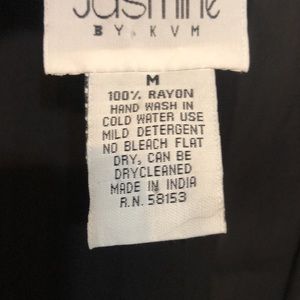 Jasmine
BY KVM
M
100% RAYON
HAND WASH IN
COLD WATER USE
MILD DETERGENT
NO BLEACH FLAT
DRY, CAN BE
DRYCLEANED
MADE IN INDIA
R.N. 58153